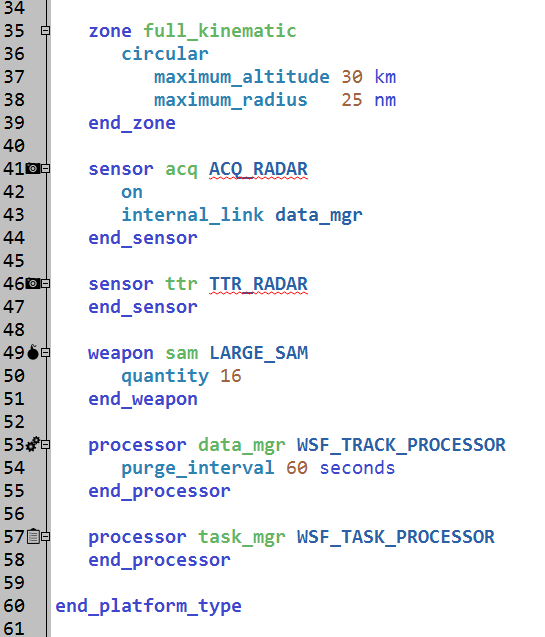 34
35 zone full_kinematic
36 circular
37 maximum_altitude 30 km
38 maximum_radius 25 nm
39 end_zone
40
41 sensor acq ACQ_RADAR
42 on
43 internal_link data_mgr
44 end_sensor
45
46 sensor ttr TTR_RADAR
47 end_sensor
48
49 weapon sam LARGE_SAM
50 quantity 16
51 end_weapon
52
53 processor data_mgr WSF_TRACK_PROCESSOR
54 purge_interval 60 seconds
55 end_processor
56
57 processor task_mgr WSF_TASK_PROCESSOR
58 end_processor
59
60 end_platform_type
61